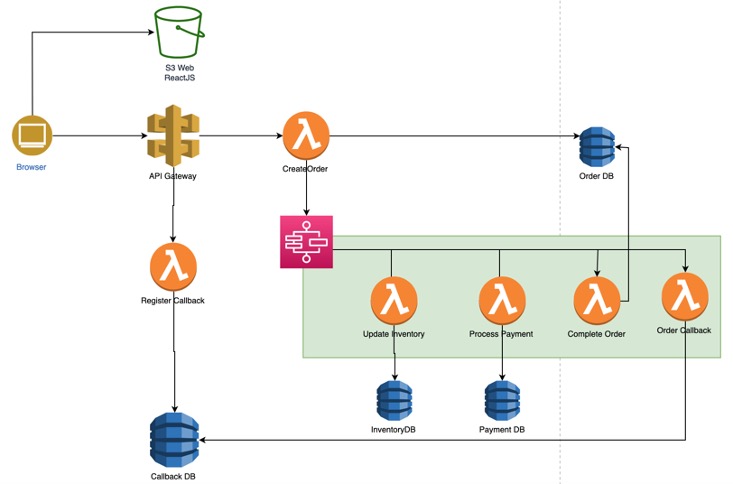 S3 Web
ReactJS
Browser
API Gateway
CreateOrder
Order DB
Register Callback
Update Inventory
Process Payment
Complete Order
Order Callback
InventoryDB
Payment DB
Callback DB